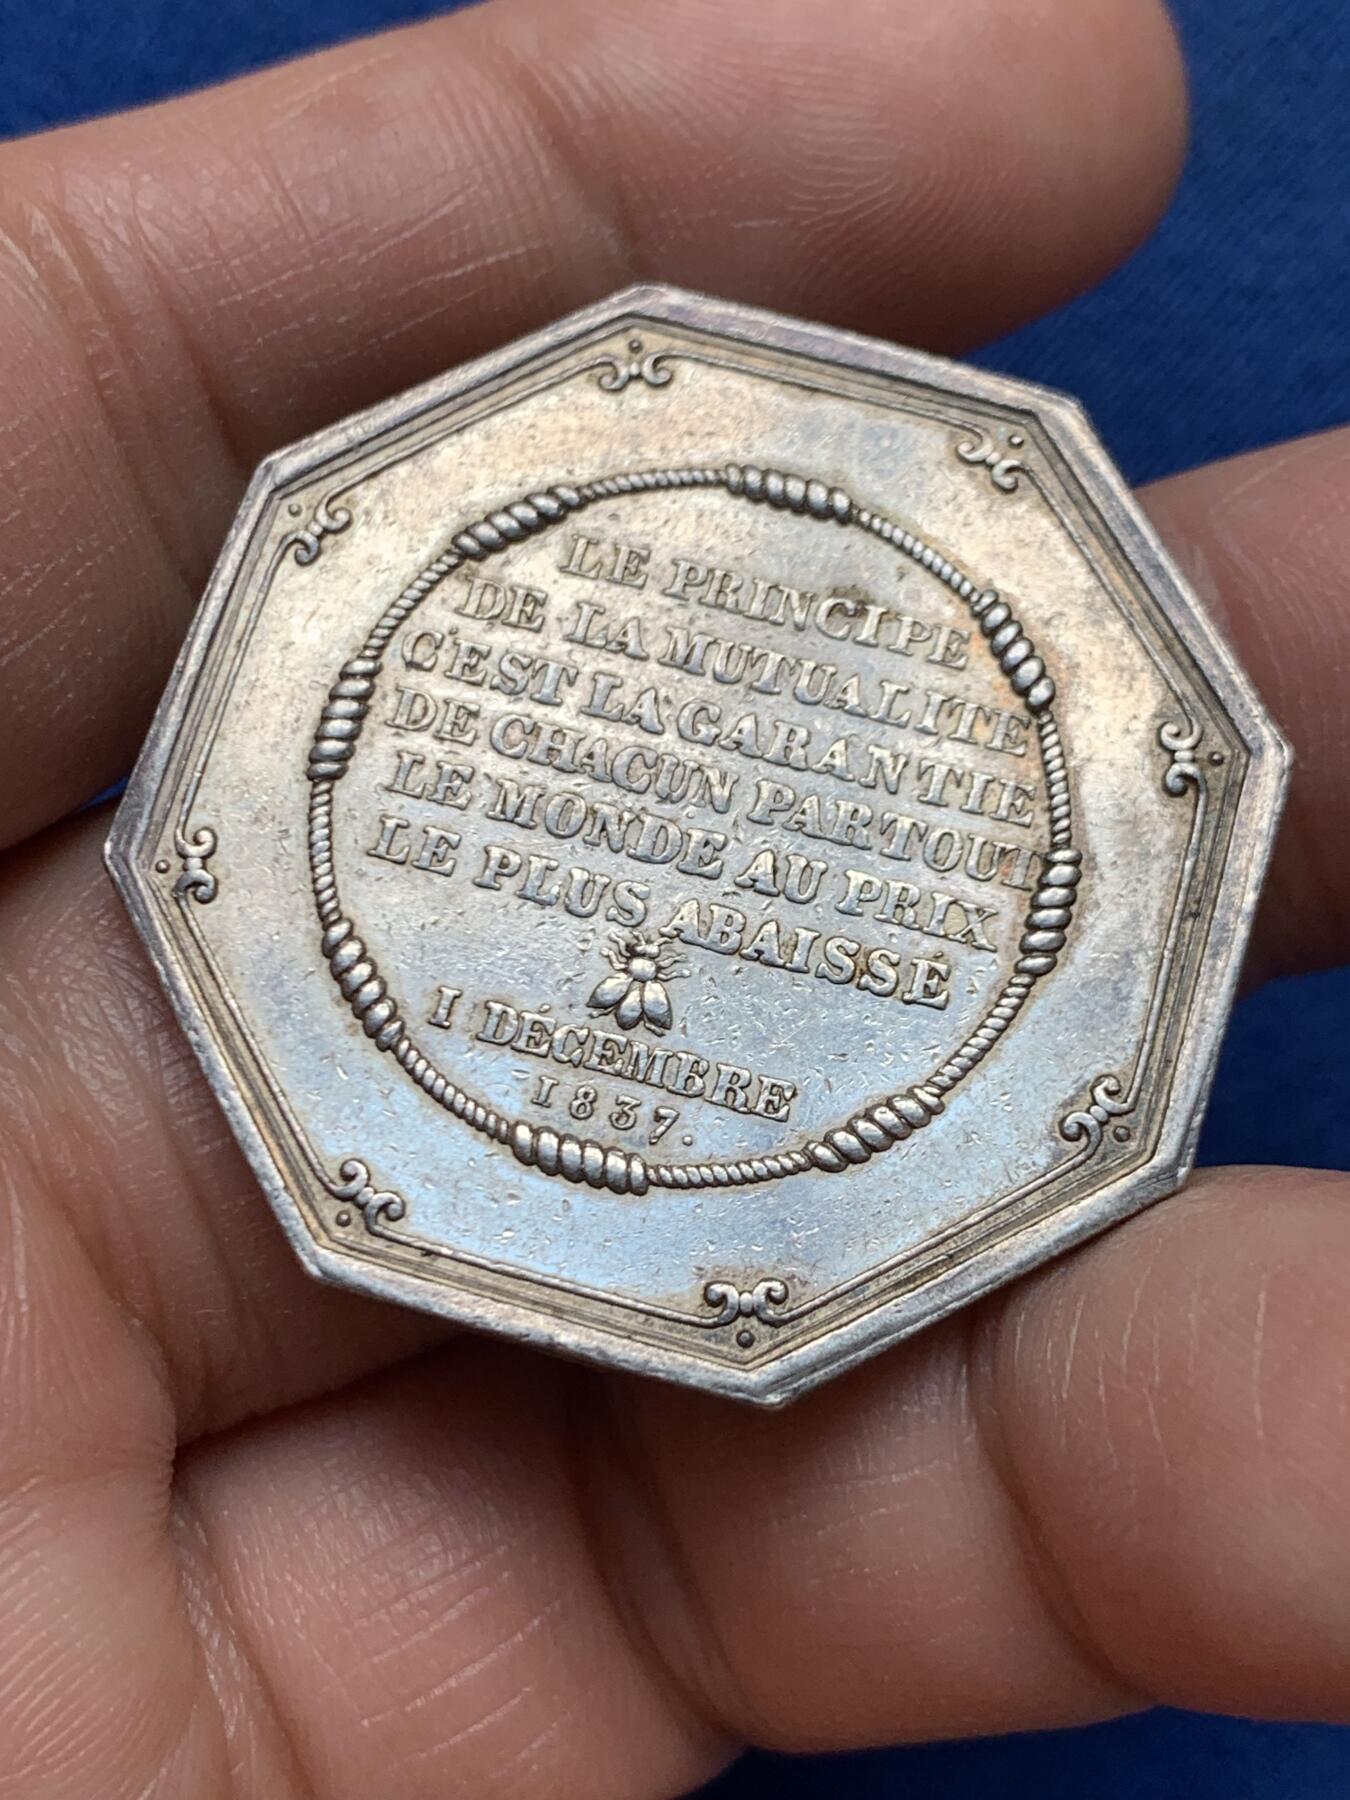 LE PRINCIPE
DE LA MUTUALITE
C'EST LA GARANTIE
DE CHACUN PARTOUT
LE MONDE AU PRIX
LE PLUS ABAISSÉ
1 DÉCEMBRE
1837.